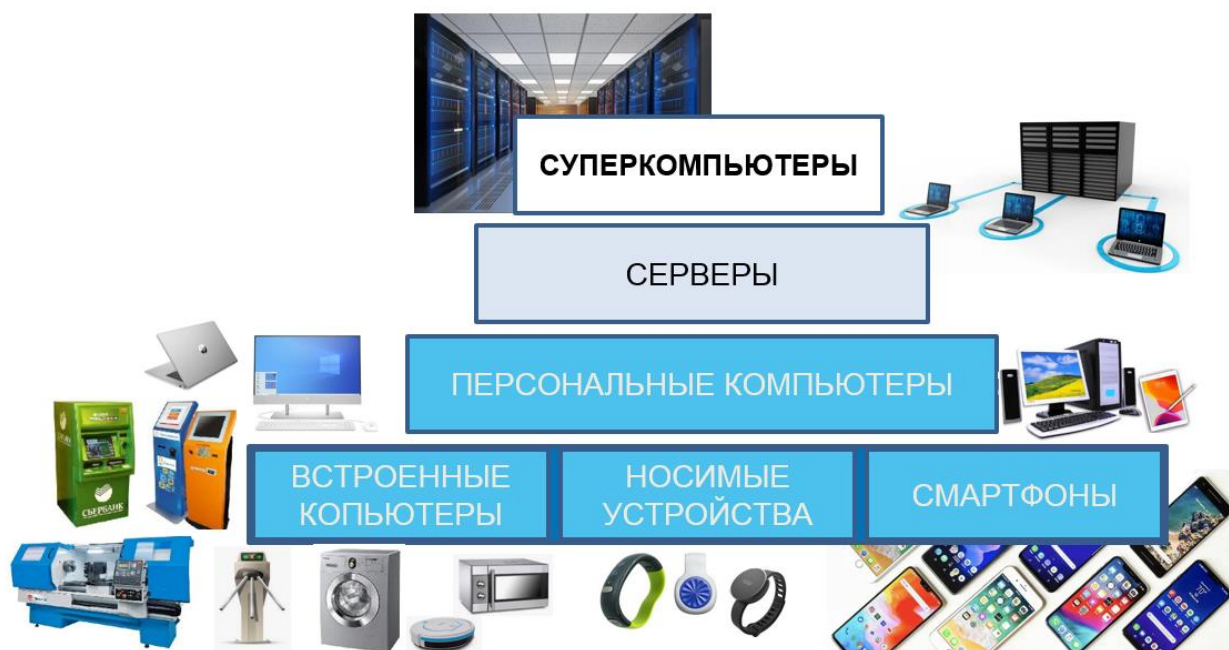 СУПЕРКОМПЬЮТЕРЫ
СЕРВЕРЫ
ПЕРСОНАЛЬНЫЕ КОМПЬЮТЕРЫ
ВСТРОЕННЫЕ
КОПЬЮТЕРЫ
НОСИМЫЕ
УСТРОЙСТВА
СМАРТФОНЫ
СБЕРБАНК